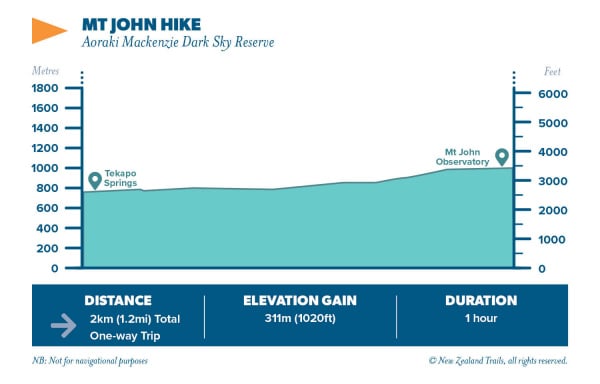 MT JOHN HIKE
Aoraki Mackenzie Dark Sky Reserve
Metres
Feet
1800
1600
1400
1200
1000
800
600
400
200
0
6000
5000
4000
3000
2000
1000
0
Tekapo
Springs
Mt John
Observatory
DISTANCE
2km (1.2mi) Total
One-way Trip
ELEVATION GAIN
311m (1020ft)
DURATION
1 hour
NB: Not for navigational purposes
© New Zealand Trails, all rights reserved.